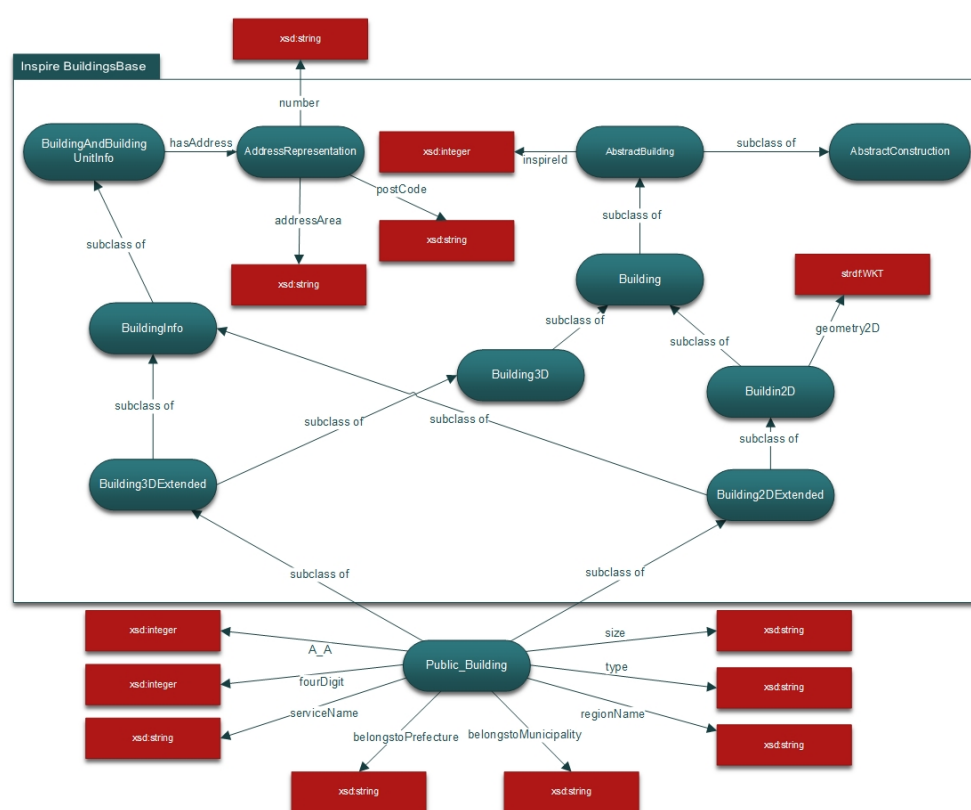 xsd:string
Inspire BuildingsBase
number
BuildingAndBuilding
UnitInfo
hasAddress
AddressRepresentation
xsd:integer
inspireId
AbstractBuilding
subclass of
AbstractConstruction
postCode
addressArea
subclass of
xsd:string
subclass of
xsd:string
Building
strdf:WKT
BuildingInfo
subclass of
geometry2D
subclass of
Building3D
Buildin2D
subclass of
subclass of
subclass of
subclass of
Building3DExtended
Building2DExtended
subclass of
subclass of
xsd:integer
A_A
size
xsd:string
Public_Building
xsd:integer
fourDigit
type
xsd:string
serviceName
regionName
xsd:string
belongstoPrefecture
belongstoMunicipality
xsd:string
xsd:string
xsd:string